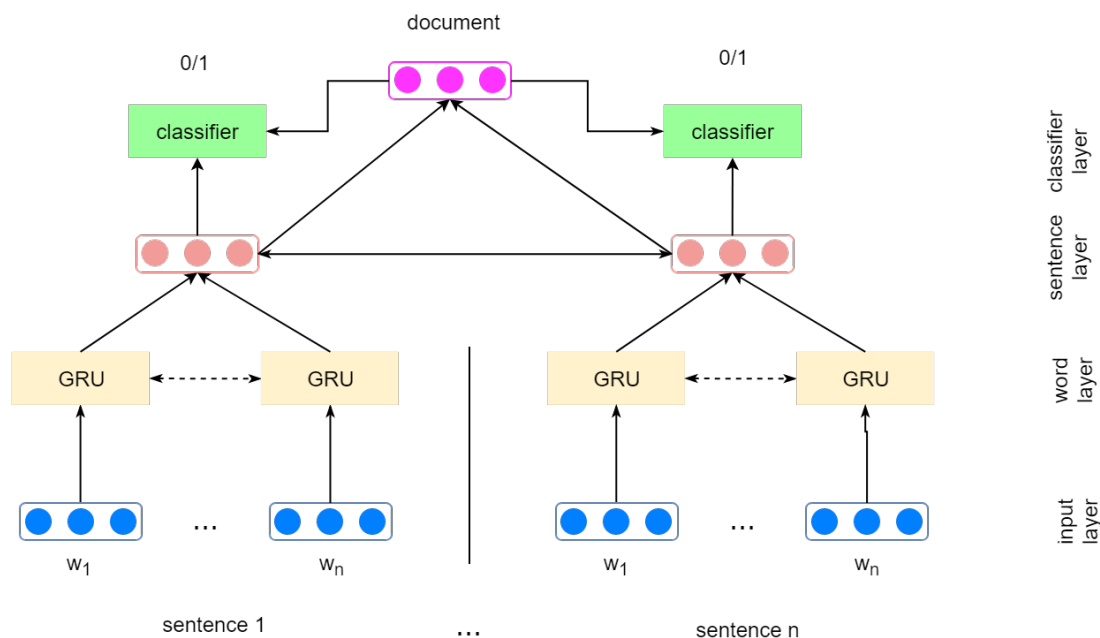 document
0/1
0/1
classifier
classifier
classifier layer
sentence layer
GRU
GRU
GRU
GRU
word layer
...
...
input layer
w1
wn
w1
wn
sentence 1
...
sentence n